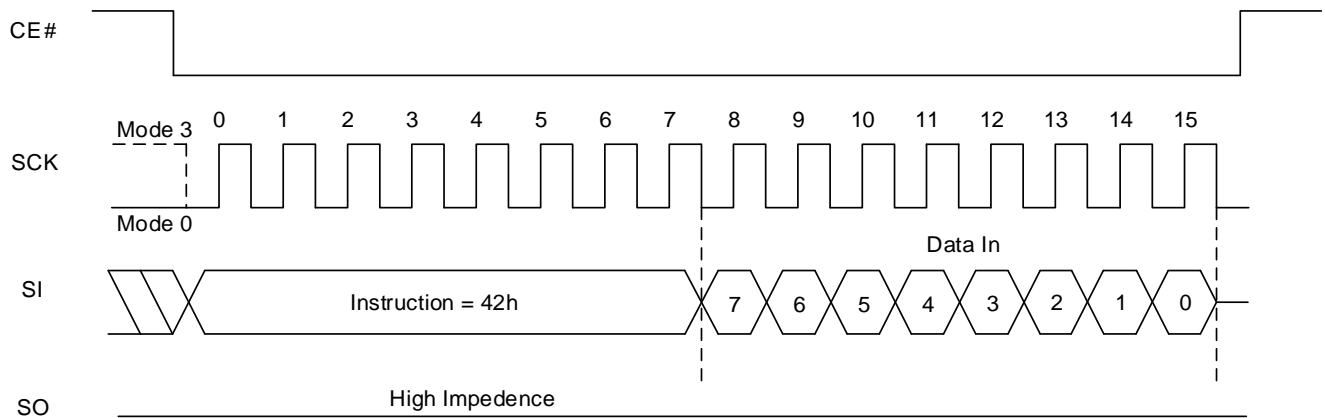 CE#
0 1 2 3 4 5 6 7 8 9 10 11 12 13 14 15
Mode 3
SCK
Mode 0
Data In
SI
Instruction = 42h
7 6 5 4 3 2 1 0
High Impedence
SO